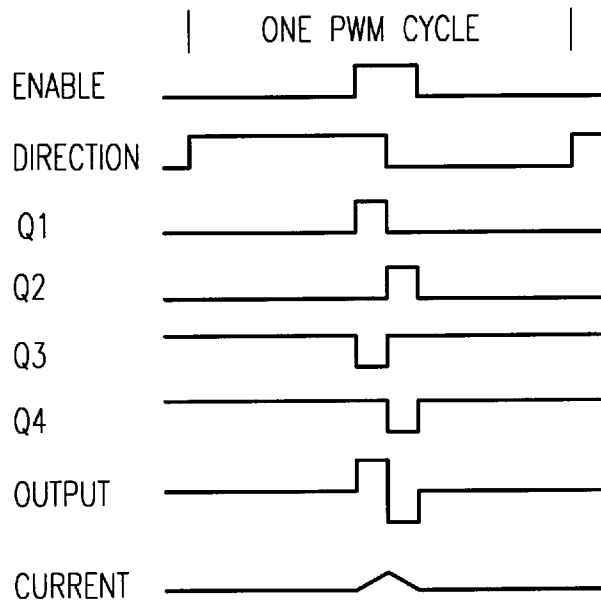 ONE PWM CYCLE
ENABLE
DIRECTION
Q1
Q2
Q3
Q4
OUTPUT
CURRENT